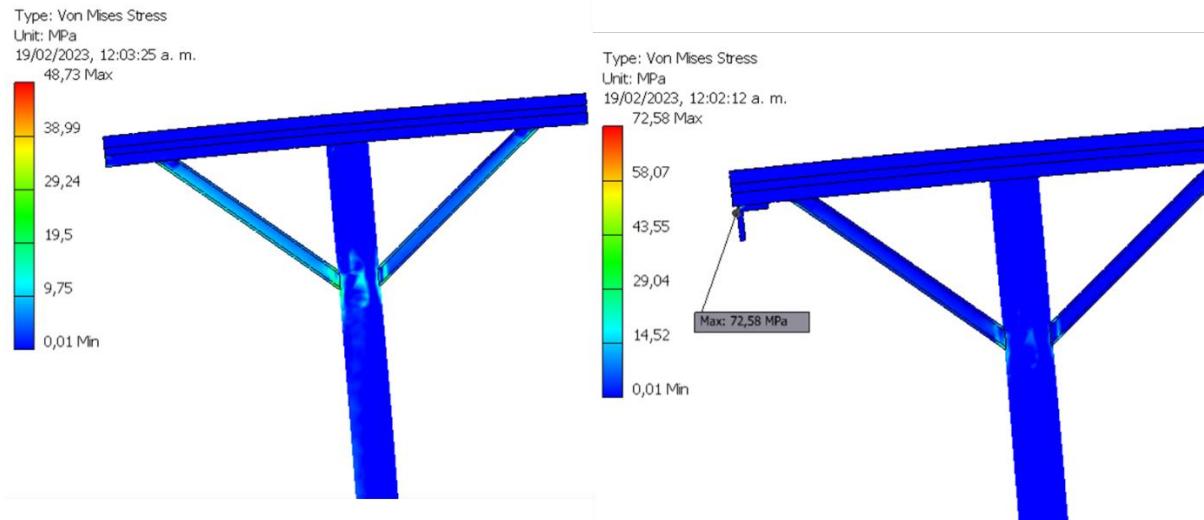 Type: Von Mises Stress
Unit: MPa
19/02/2023, 12:03:25 a. m.
48,73 Max
38,99
29,24
19,5
9,75
0,01 Min
Type: Von Mises Stress
Unit: MPa
19/02/2023, 12:02:12 a. m.
72,58 Max
58,07
43,55
29,04
14,52
0,01 Min
Max: 72,58 MPa